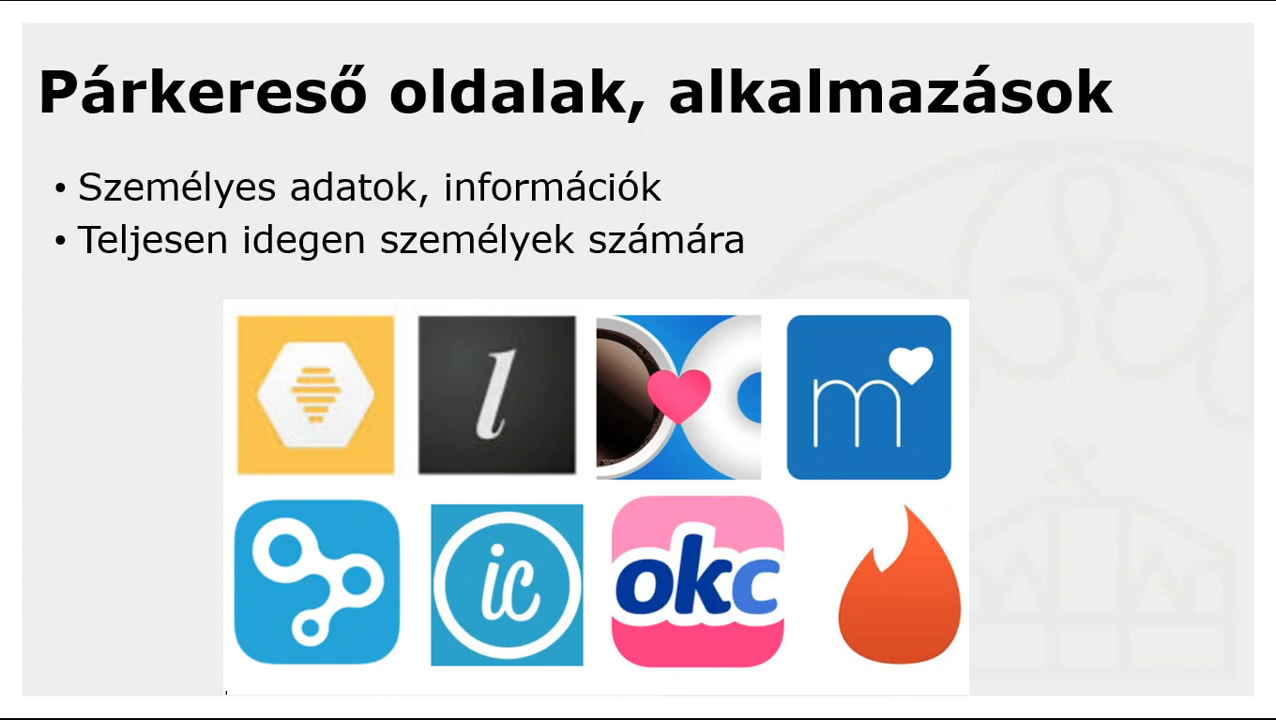 Párkereső oldalak, alkalmazások
• Személyes adatok, információk
• Teljesen idegen személyek számára
l
m
ic
okc